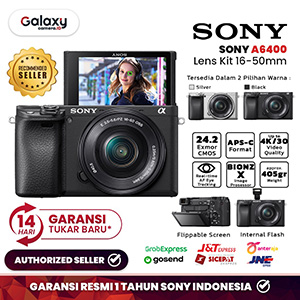 Galaxy
camera.id
RECOMMENDED
SELLER
SONY
SONY A6400
Lens Kit 16-50mm
Tersedia Dalam 2 Pilihan Warna :
Silver
Black
SONY
α
24.2
Exmor
CMOS
APS-C
Format
Up to
4K/30
Video
Quality
Real-time
AF Eye
Tracking
BIONZ
X
Image
Processor
Approx
405gr
Weight
Flippable Screen
Internal Flash
14
HARI
GARANSI
TUKAR BARU*
AUTHORIZED SELLER
GrabExpress
J&T EXPRESS
anteraja
gosend
SICEPAT
JNE
GARANSI RESMI 1 TAHUN SONY INDONESIA